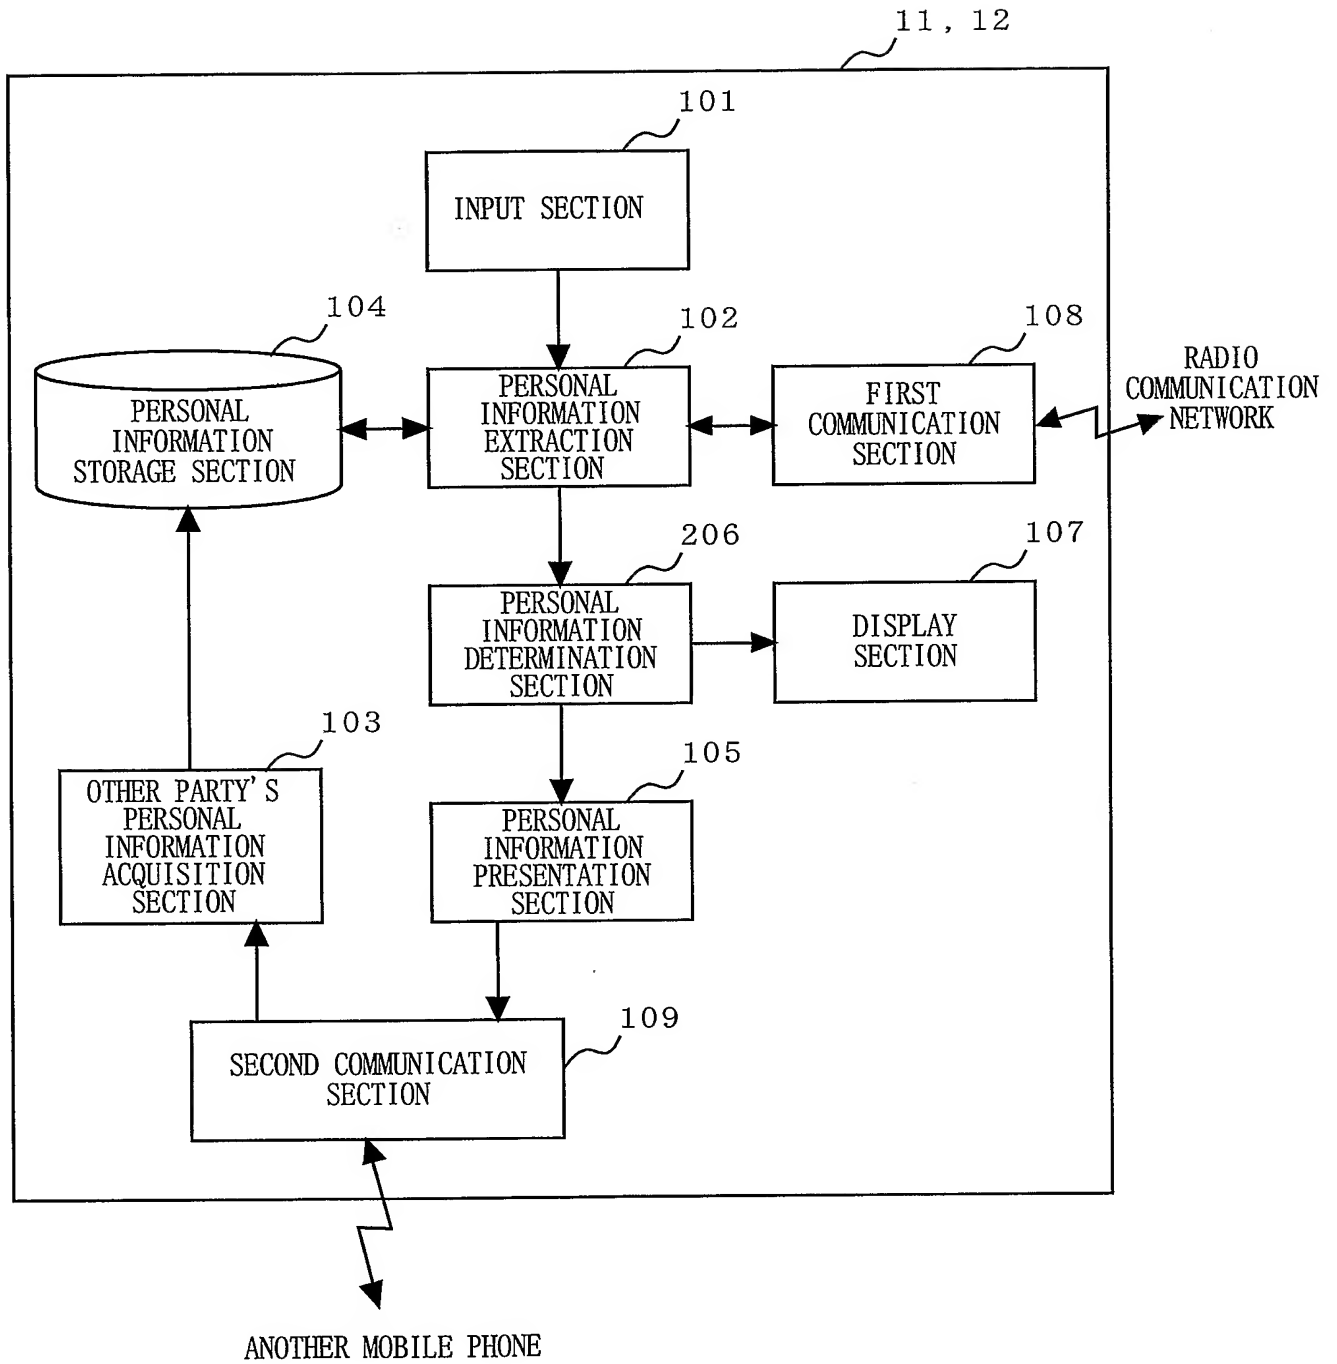 11, 12
101
INPUT SECTION
104
PERSONAL
INFORMATION
STORAGE SECTION
102
PERSONAL
INFORMATION
EXTRACTION
SECTION
108
FIRST
COMMUNICATION
SECTION
RADIO
COMMUNICATION
NETWORK
206
PERSONAL
INFORMATION
DETERMINATION
SECTION
107
DISPLAY
SECTION
103
OTHER PARTY'S
PERSONAL
INFORMATION
ACQUISITION
SECTION
105
PERSONAL
INFORMATION
PRESENTATION
SECTION
109
SECOND COMMUNICATION
SECTION
ANOTHER MOBILE PHONE